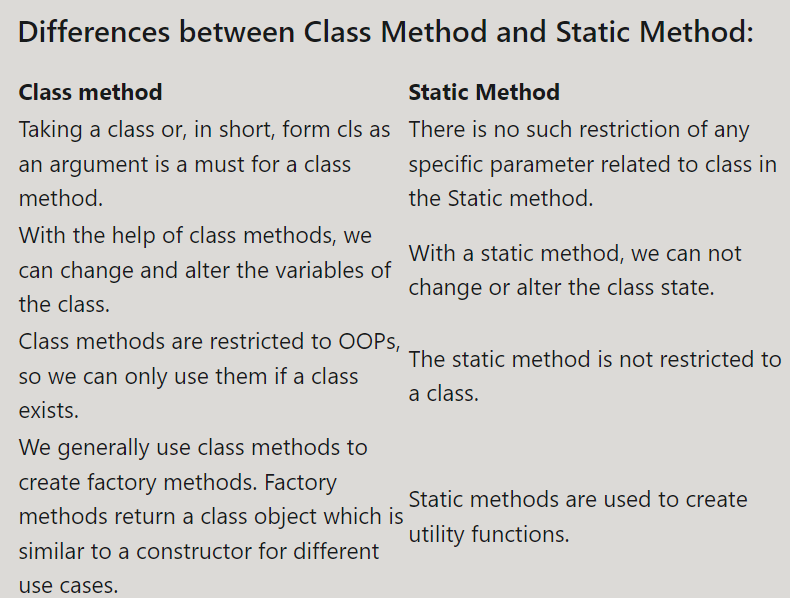 Differences between Class Method and Static Method:
Class method
Taking a class or, in short, form cls as
an argument is a must for a class
method.
Static Method
There is no such restriction of any
specific parameter related to class in
the Static method.
With the help of class methods, we
can change and alter the variables of
the class.
With a static method, we can not
change or alter the class state.
Class methods are restricted to OOPs,
so we can only use them if a class
exists.
The static method is not restricted to
a class.
We generally use class methods to
create factory methods. Factory
methods return a class object which is
similar to a constructor for different
use cases.
Static methods are used to create
utility functions.